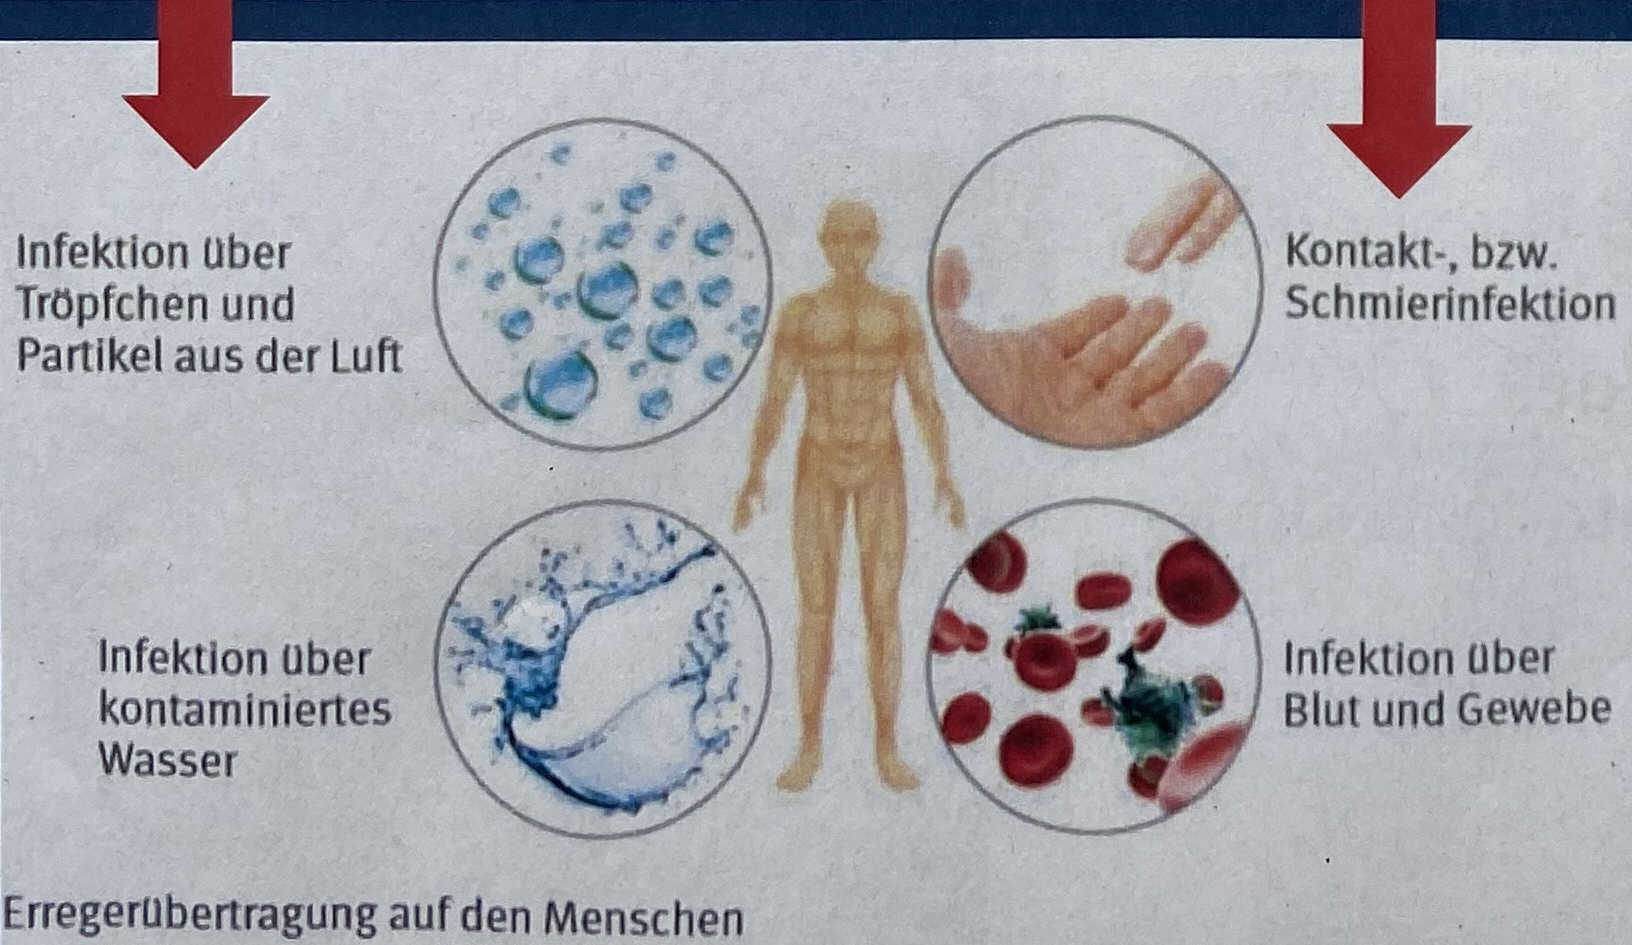 Infektion über
Tröpfchen und
Partikel aus der Luft
Kontakt-, bzw.
Schmierinfektion
Infektion über
kontaminiertes
Wasser
Infektion über
Blut und Gewebe
Erregerübertragung auf den Menschen